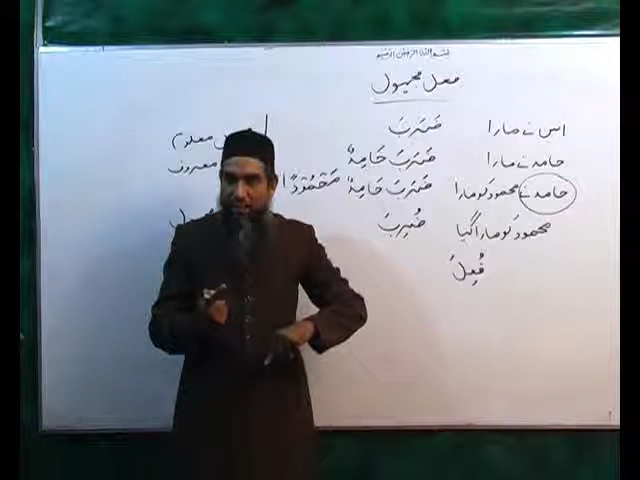 بسم اللہ الرحمن الرحیم
فعل مجہول
اس نے مارا ضَرَبَ
حامد نے مارا ضَرَبَ حَامِدٌ
حامد نے محمود کو مارا ضَرَبَ حَامِدٌ مَحْمُوْدًا
محمود کو مارا گیا ضُرِبَ
فُعِلَ
معلوم
معروف